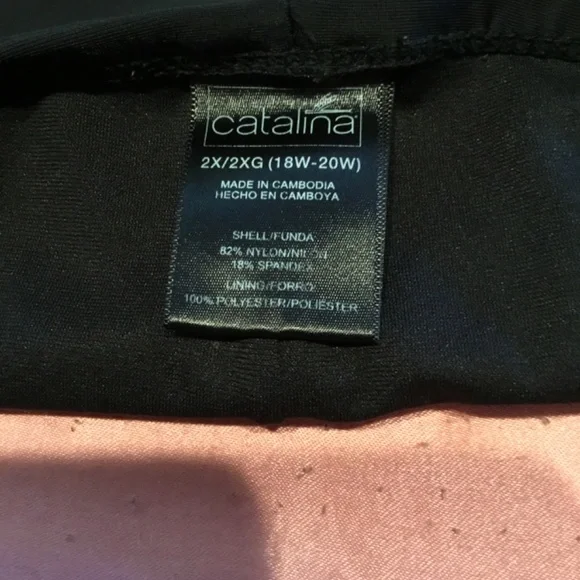 catalina
2X/2XG (18W-20W)
MADE IN CAMBODIA
HECHO EN CAMBOYA
SHELL/FUNDA
82% NYLON/NILON
18% SPANDEX
LINING/FORRO
100% POLYESTER/POLIESTER